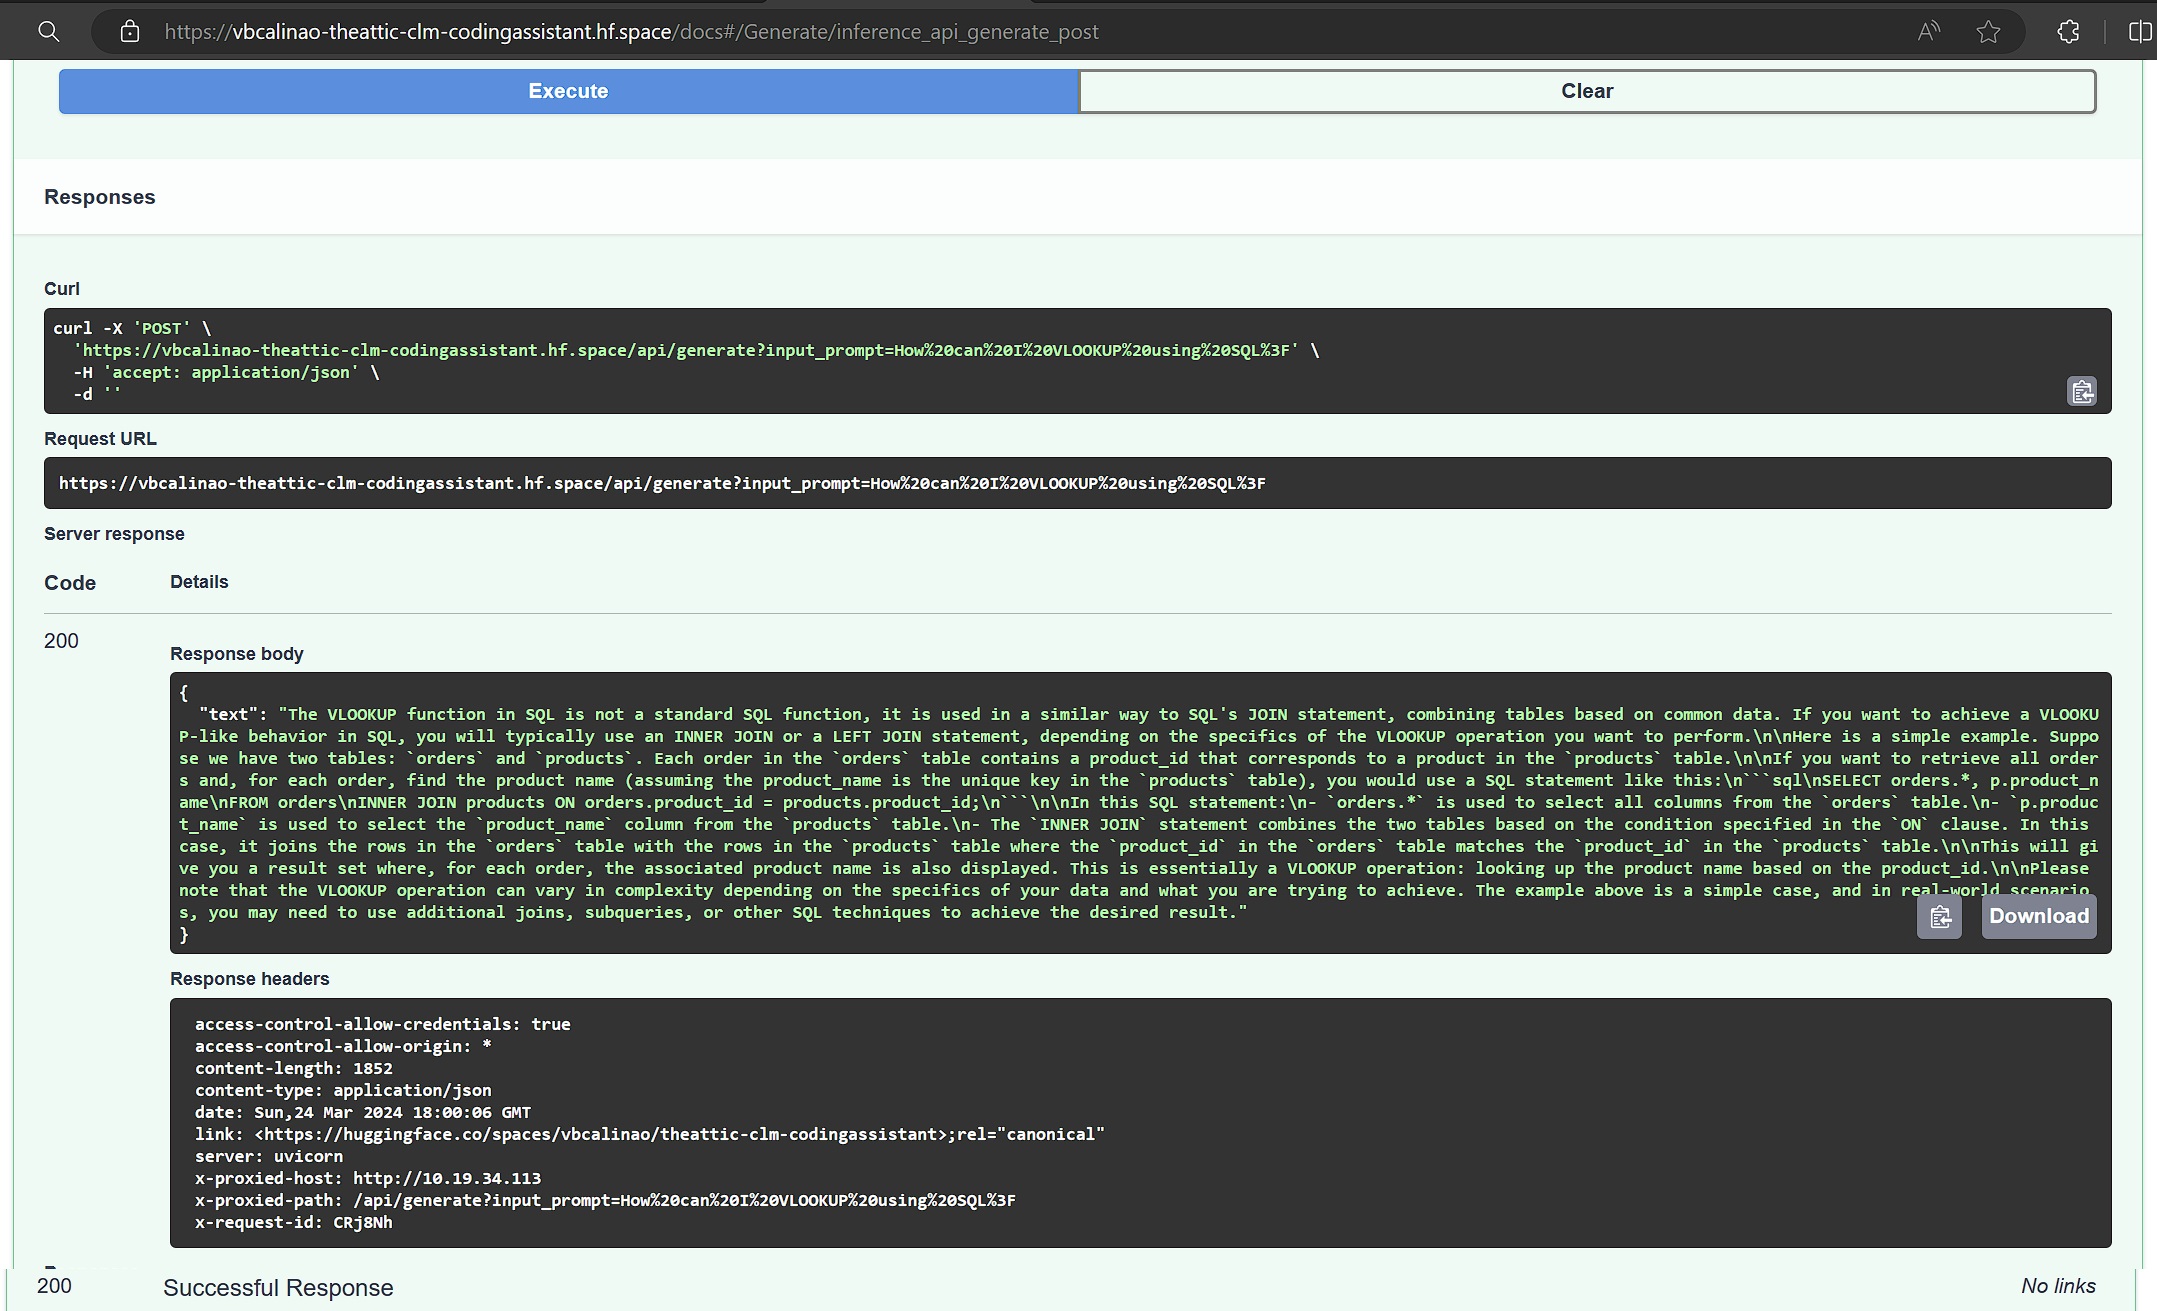 https://vbcalinao-theattic-clm-codingassistant.hf.space/docs#/Generate/inference_api_generate_post
Execute
Clear
Responses
Curl
curl -X 'POST' \
  'https://vbcalinao-theattic-clm-codingassistant.hf.space/api/generate?input_prompt=How%20can%20I%20VLOOKUP%20using%20SQL%3F' \
  -H 'accept: application/json' \
  -d ''
Request URL
https://vbcalinao-theattic-clm-codingassistant.hf.space/api/generate?input_prompt=How%20can%20I%20VLOOKUP%20using%20SQL%3F
Server response
Code Details
200
Response body
{
  "text": "The VLOOKUP function in SQL is not a standard SQL function, it is used in a similar way to SQL's JOIN statement, combining tables based on common data. If you want to achieve a VLOOKU
P-like behavior in SQL, you will typically use an INNER JOIN or a LEFT JOIN statement, depending on the specifics of the VLOOKUP operation you want to perform.\n\nHere is a simple example. Suppo
se we have two tables: `orders` and `products`. Each order in the `orders` table contains a product_id that corresponds to a product in the `products` table.\n\nIf you want to retrieve all order
s and, for each order, find the product name (assuming the product_name is the unique key in the `products` table), you would use a SQL statement like this:\n```sql\nSELECT orders.*, p.product_n
ame\nFROM orders\nINNER JOIN products ON orders.product_id = products.product_id;\n```\n\nIn this SQL statement:\n- `orders.*` is used to select all columns from the `orders` table.\n- `p.produc
t_name` is used to select the `product_name` column from the `products` table.\n- The `INNER JOIN` statement combines the two tables based on the condition specified in the `ON` clause. In this
case, it joins the rows in the `orders` table with the rows in the `products` table where the `product_id` in the `orders` table matches the `product_id` in the `products` table.\n\nThis will gi
ve you a result set where, for each order, the associated product name is also displayed. This is essentially a VLOOKUP operation: looking up the product name based on the product_id.\n\nPlease
note that the VLOOKUP operation can vary in complexity depending on the specifics of your data and what you are trying to achieve. The example above is a simple case, and in real-world scenario
s, you may need to use additional joins, subqueries, or other SQL techniques to achieve the desired result."
}
Download
Response headers
access-control-allow-credentials: true
access-control-allow-origin: *
content-length: 1852
content-type: application/json
date: Sun,24 Mar 2024 18:00:06 GMT
link: <https://huggingface.co/spaces/vbcalinao/theattic-clm-codingassistant>;rel="canonical"
server: uvicorn
x-proxied-host: http://10.19.34.113
x-proxied-path: /api/generate?input_prompt=How%20can%20I%20VLOOKUP%20using%20SQL%3F
x-request-id: CRj8Nh
200 Successful Response No links